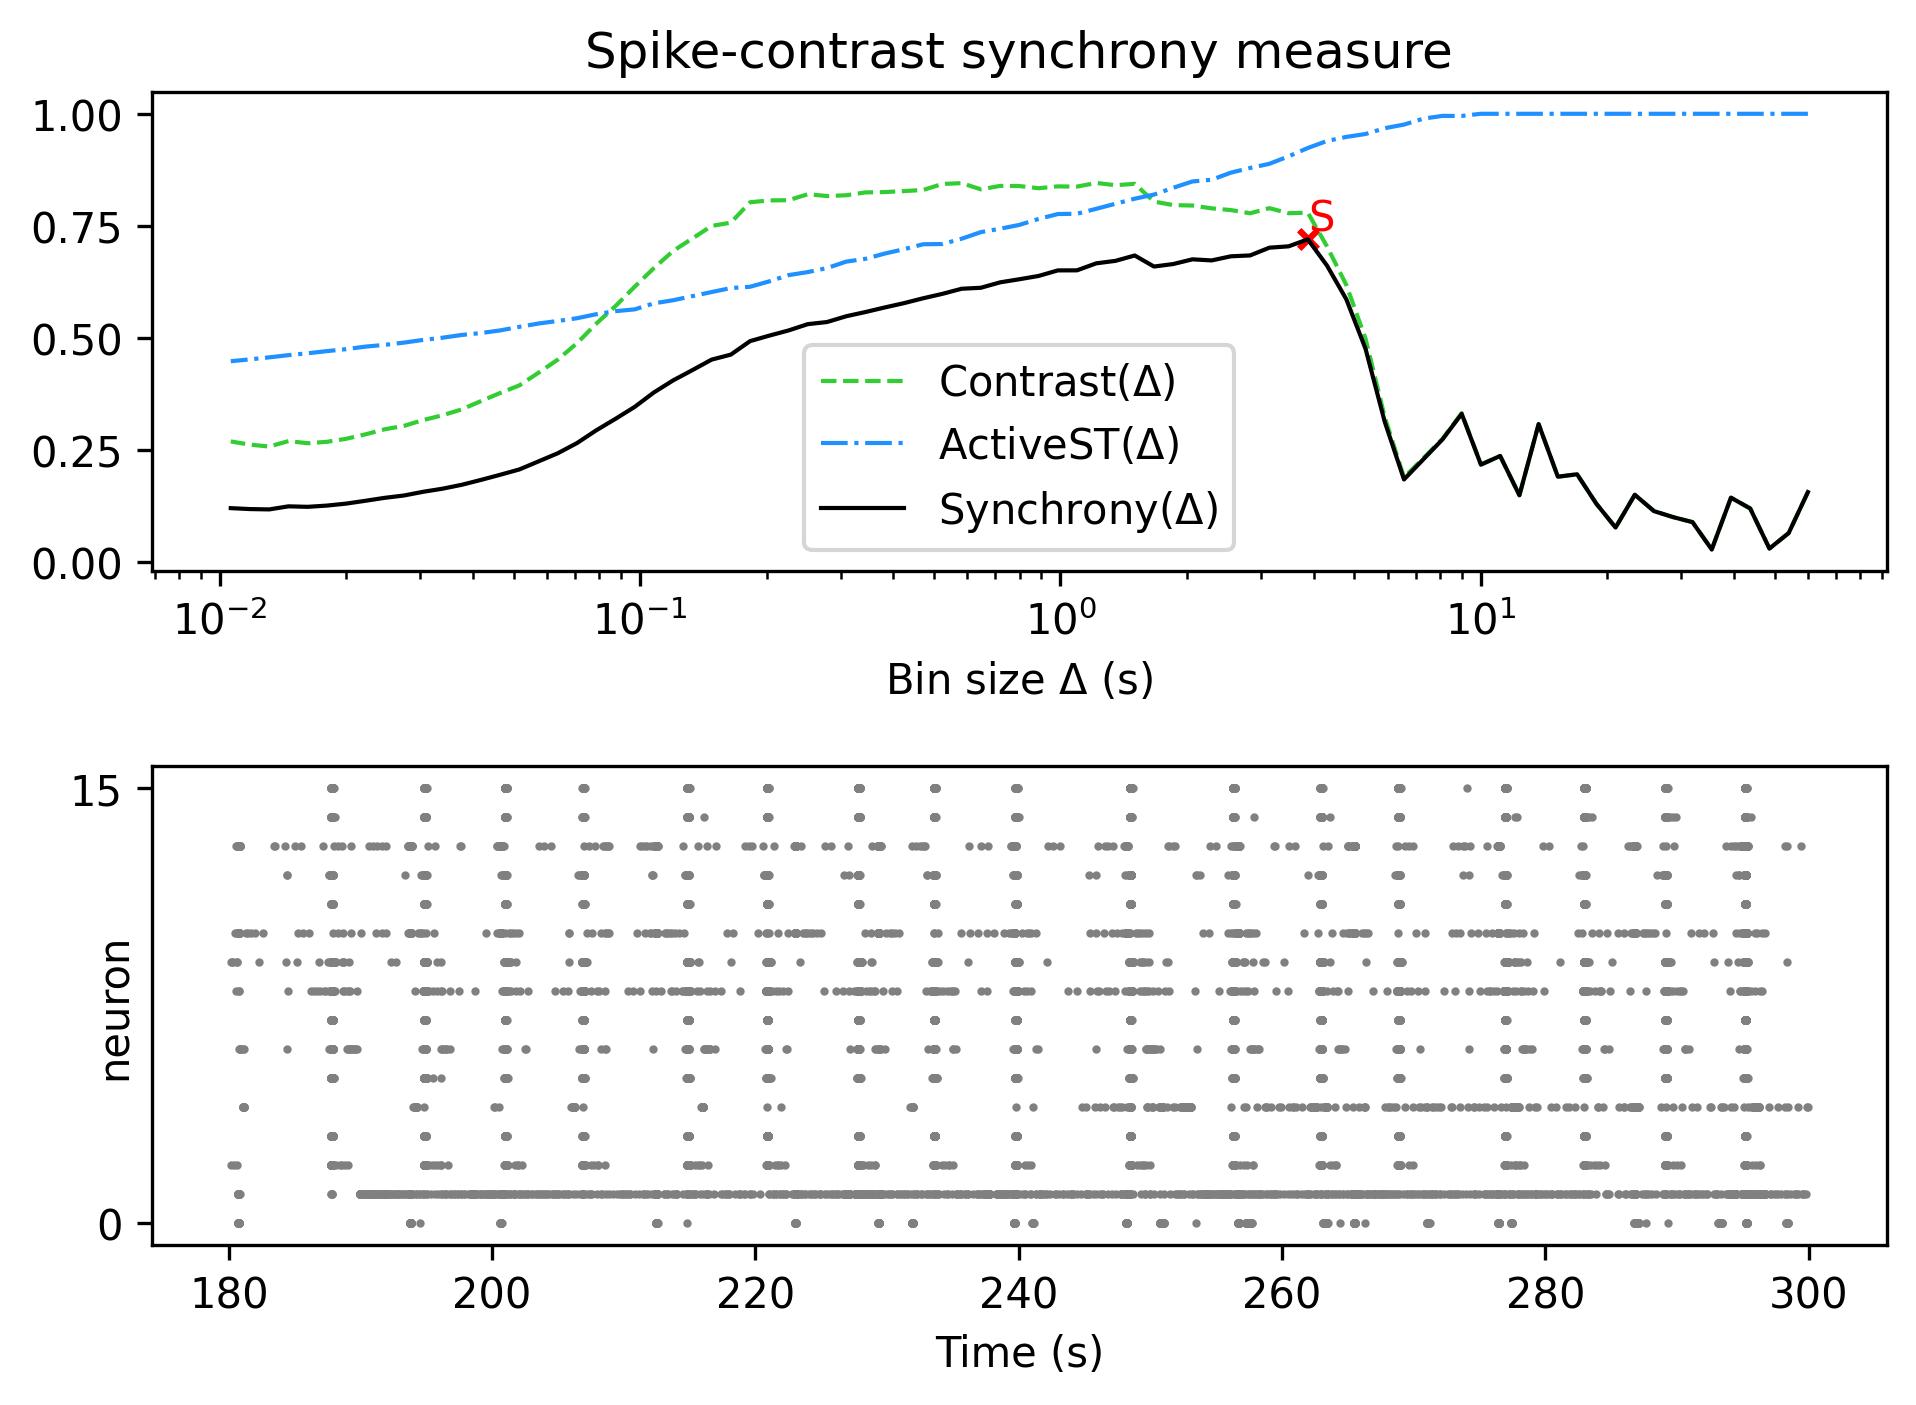 Spike-contrast synchrony measure
1.00
0.75
0.50
0.25
0.00
S
Contrast(Δ)
ActiveST(Δ)
Synchrony(Δ)
10⁻² 10⁻¹ 10⁰ 10¹
Bin size Δ (s)
15
neuron
0
180 200 220 240 260 280 300
Time (s)